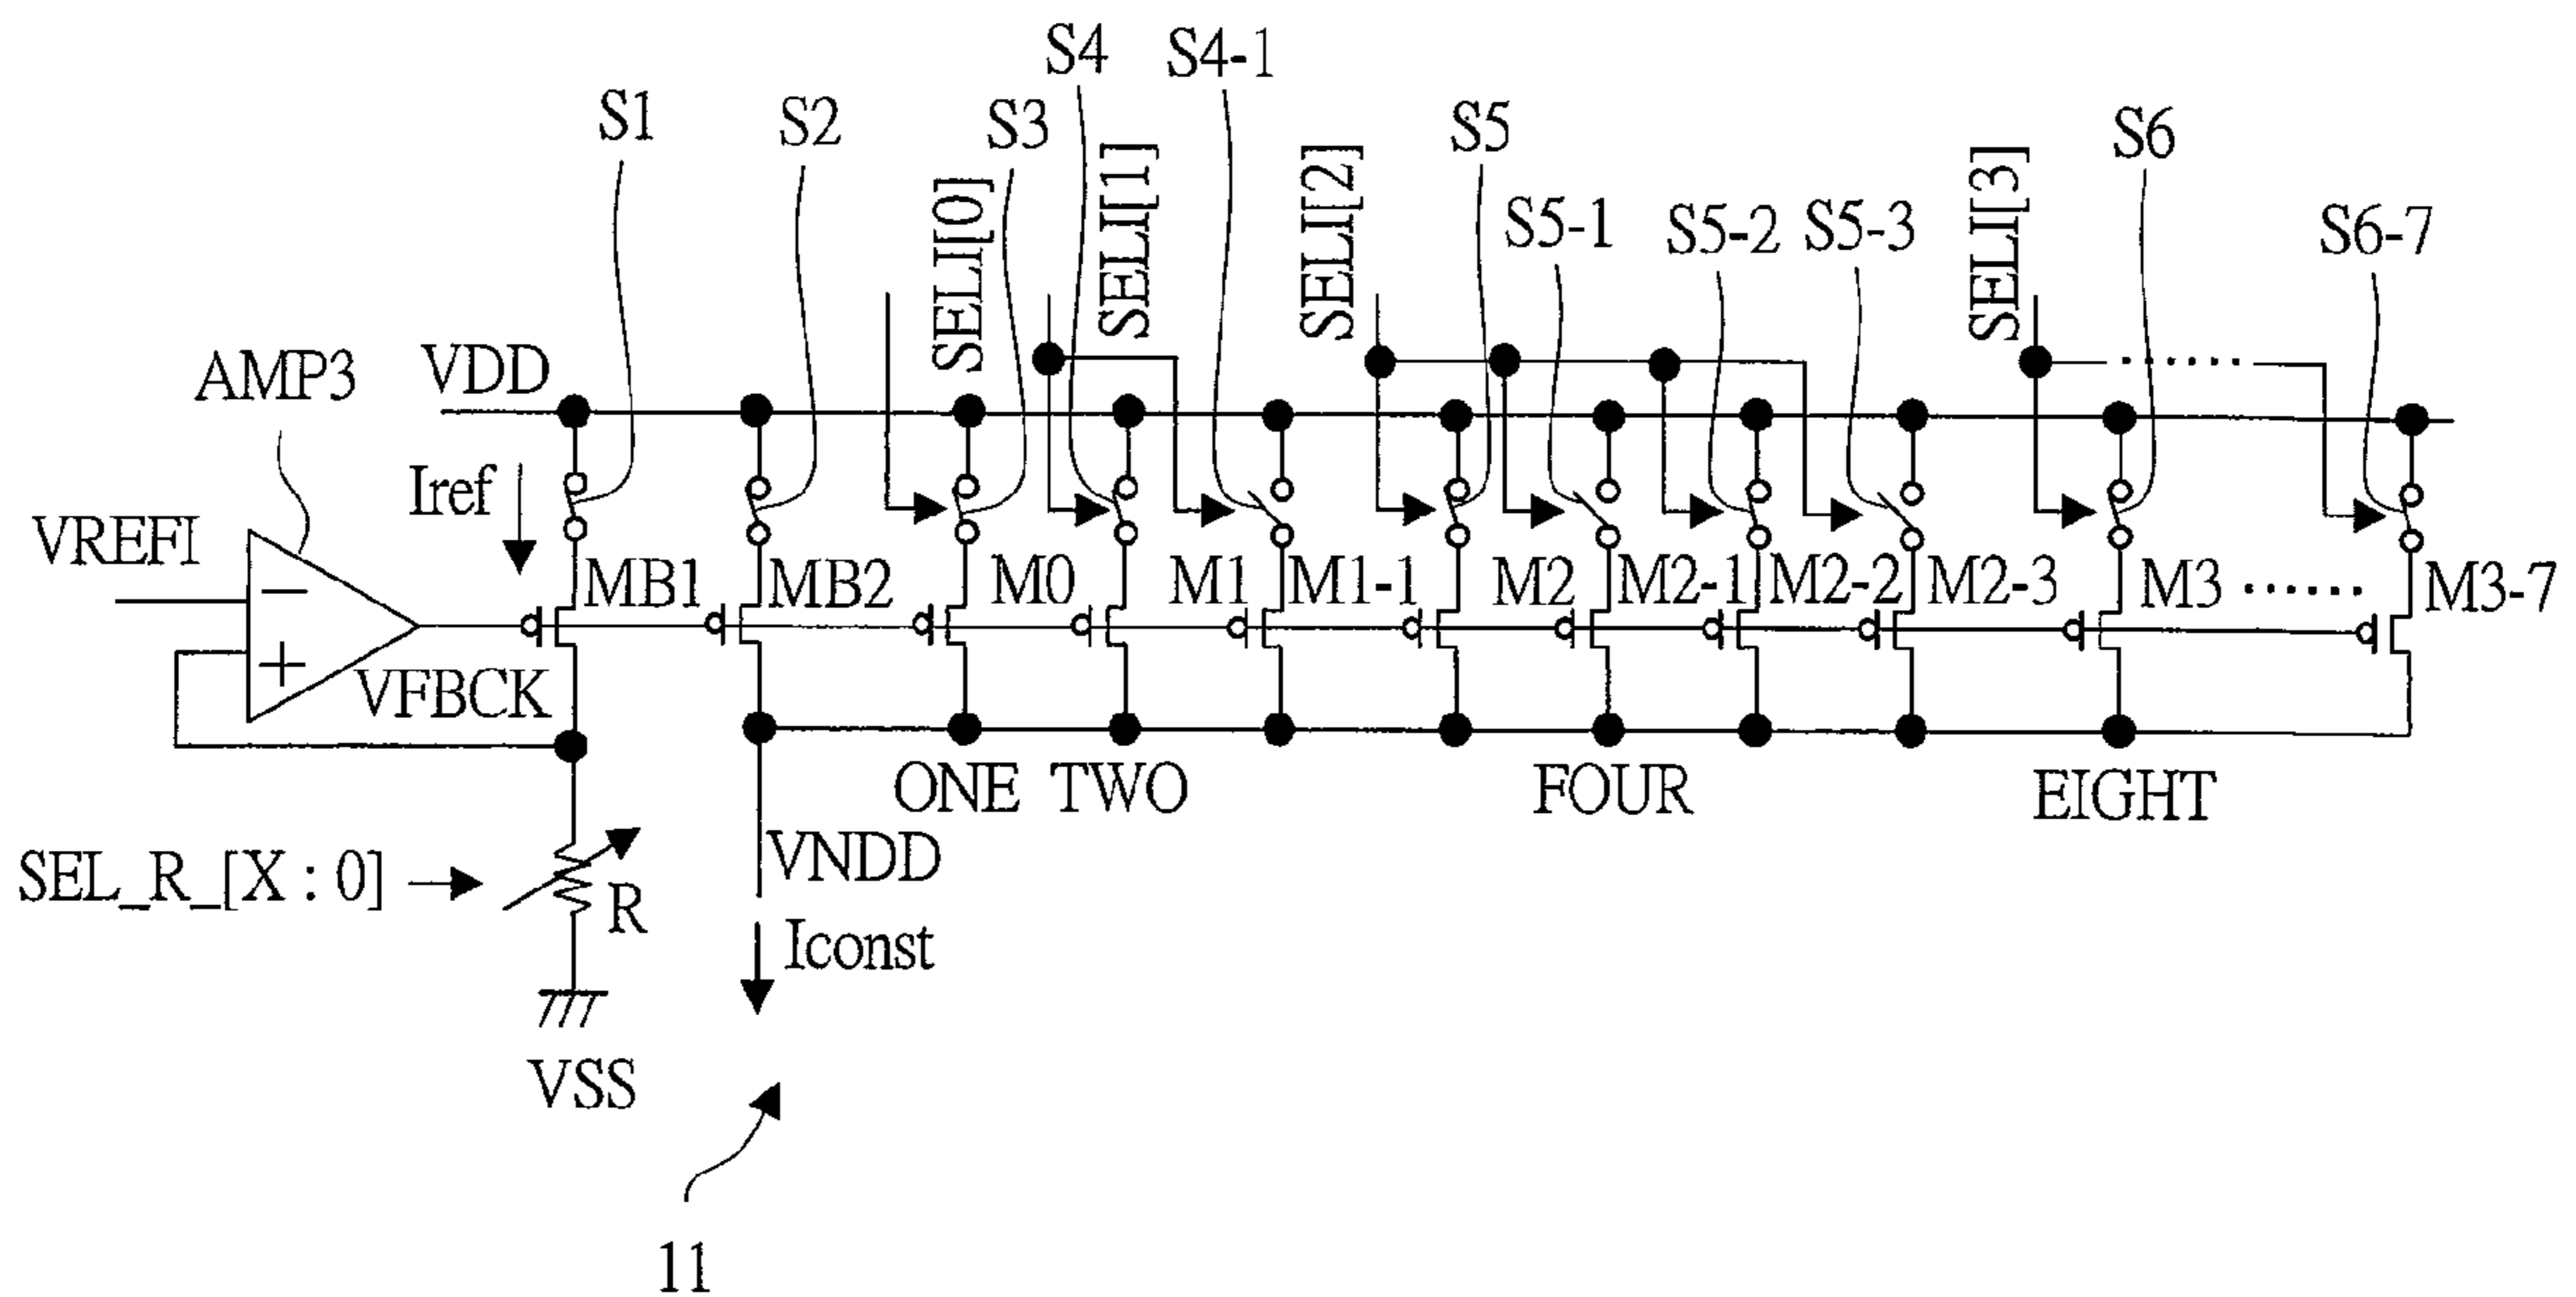 S4
S4-1
S1
S2
S3
S5
S6
SELI[0]
SELI[1]
SELI[2]
SELI[3]
S5-1
S5-2
S5-3
S6-7
AMP3
VDD
Iref
VREFI
−
+
MB1
MB2
M0
M1
M1-1
M2
M2-1
M2-2
M2-3
M3 ······
M3-7
VFBCK
ONE
TWO
FOUR
EIGHT
VNDD
SEL_R_[X : 0]
R
Iconst
VSS
11